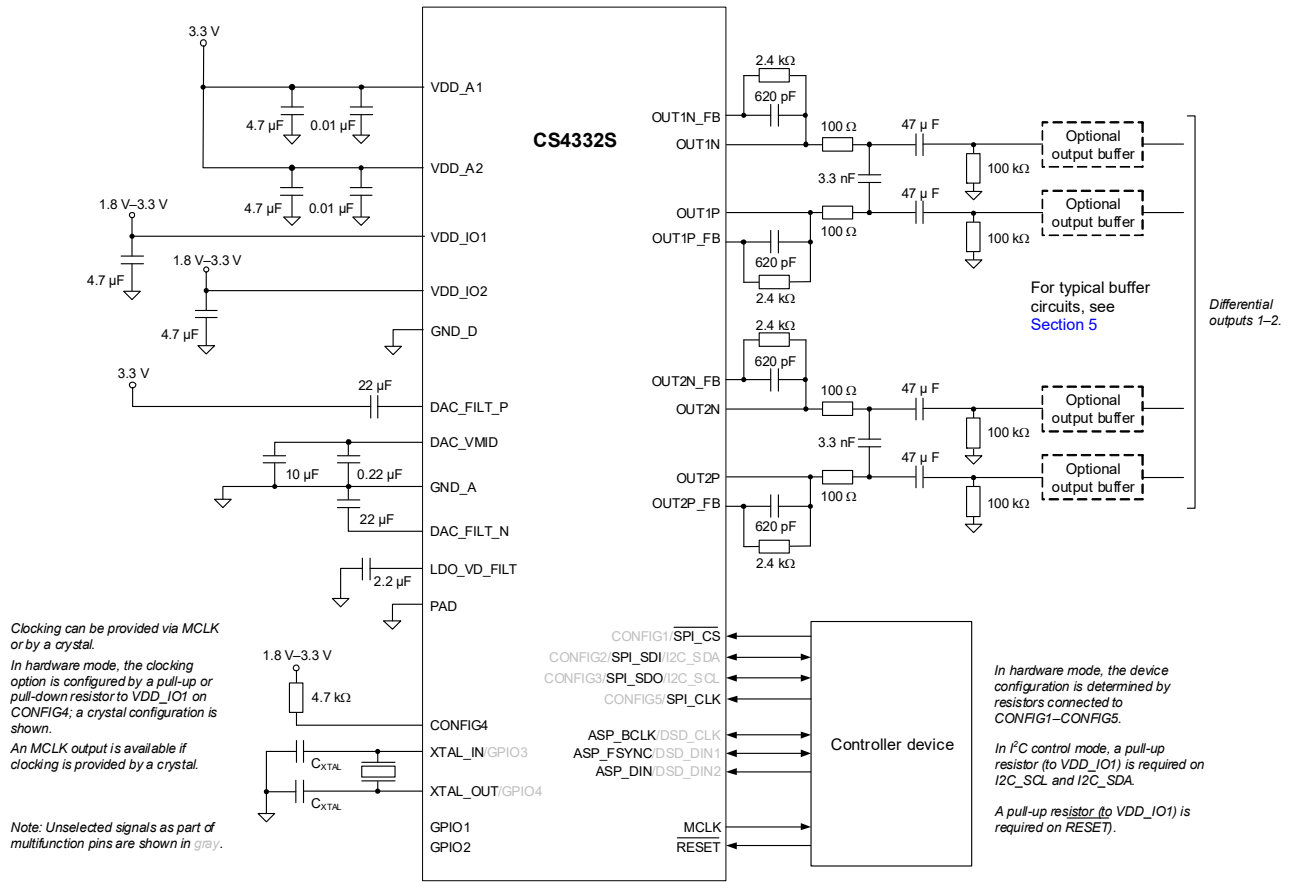 CS4332S
3.3 V
VDD_A1
4.7 µF
0.01 µF
VDD_A2
4.7 µF
0.01 µF
1.8 V–3.3 V
VDD_IO1
4.7 µF
1.8 V–3.3 V
VDD_IO2
4.7 µF
GND_D
3.3 V
22 µF
DAC_FILT_P
DAC_VMID
10 µF
0.22 µF
GND_A
22 µF
DAC_FILT_N
LDO_VD_FILT
2.2 µF
PAD
Clocking can be provided via MCLK
or by a crystal.
In hardware mode, the clocking
option is configured by a pull-up or
pull-down resistor to VDD_IO1 on
CONFIG4; a crystal configuration is
shown.
An MCLK output is available if
clocking is provided by a crystal.
Note: Unselected signals as part of
multifunction pins are shown in gray.
1.8 V–3.3 V
4.7 kΩ
CONFIG4
XTAL_IN/GPIO3
CXTAL
XTAL_OUT/GPIO4
CXTAL
GPIO1
GPIO2
2.4 kΩ
620 pF
OUT1N_FB
OUT1N
100 Ω
47 µ F
100 kΩ
Optional
output buffer
3.3 nF
OUT1P
OUT1P_FB
100 Ω
47 µ F
100 kΩ
Optional
output buffer
620 pF
2.4 kΩ
For typical buffer
circuits, see
Section 5
Differential
outputs 1–2.
2.4 kΩ
620 pF
OUT2N_FB
OUT2N
100 Ω
47 µ F
100 kΩ
Optional
output buffer
3.3 nF
OUT2P
OUT2P_FB
100 Ω
47 µ F
100 kΩ
Optional
output buffer
620 pF
2.4 kΩ
CONFIG1/SPI_CS
CONFIG2/SPI_SDI/I2C_SDA
CONFIG3/SPI_SDO/I2C_SCL
CONFIG5/SPI_CLK
ASP_BCLK/DSD_CLK
ASP_FSYNC/DSD_DIN1
ASP_DIN/DSD_DIN2
MCLK
RESET
Controller device
In hardware mode, the device
configuration is determined by
resistors connected to
CONFIG1–CONFIG5.
In I²C control mode, a pull-up
resistor (to VDD_IO1) is required on
I2C_SCL and I2C_SDA.
A pull-up resistor (to VDD_IO1) is
required on RESET).